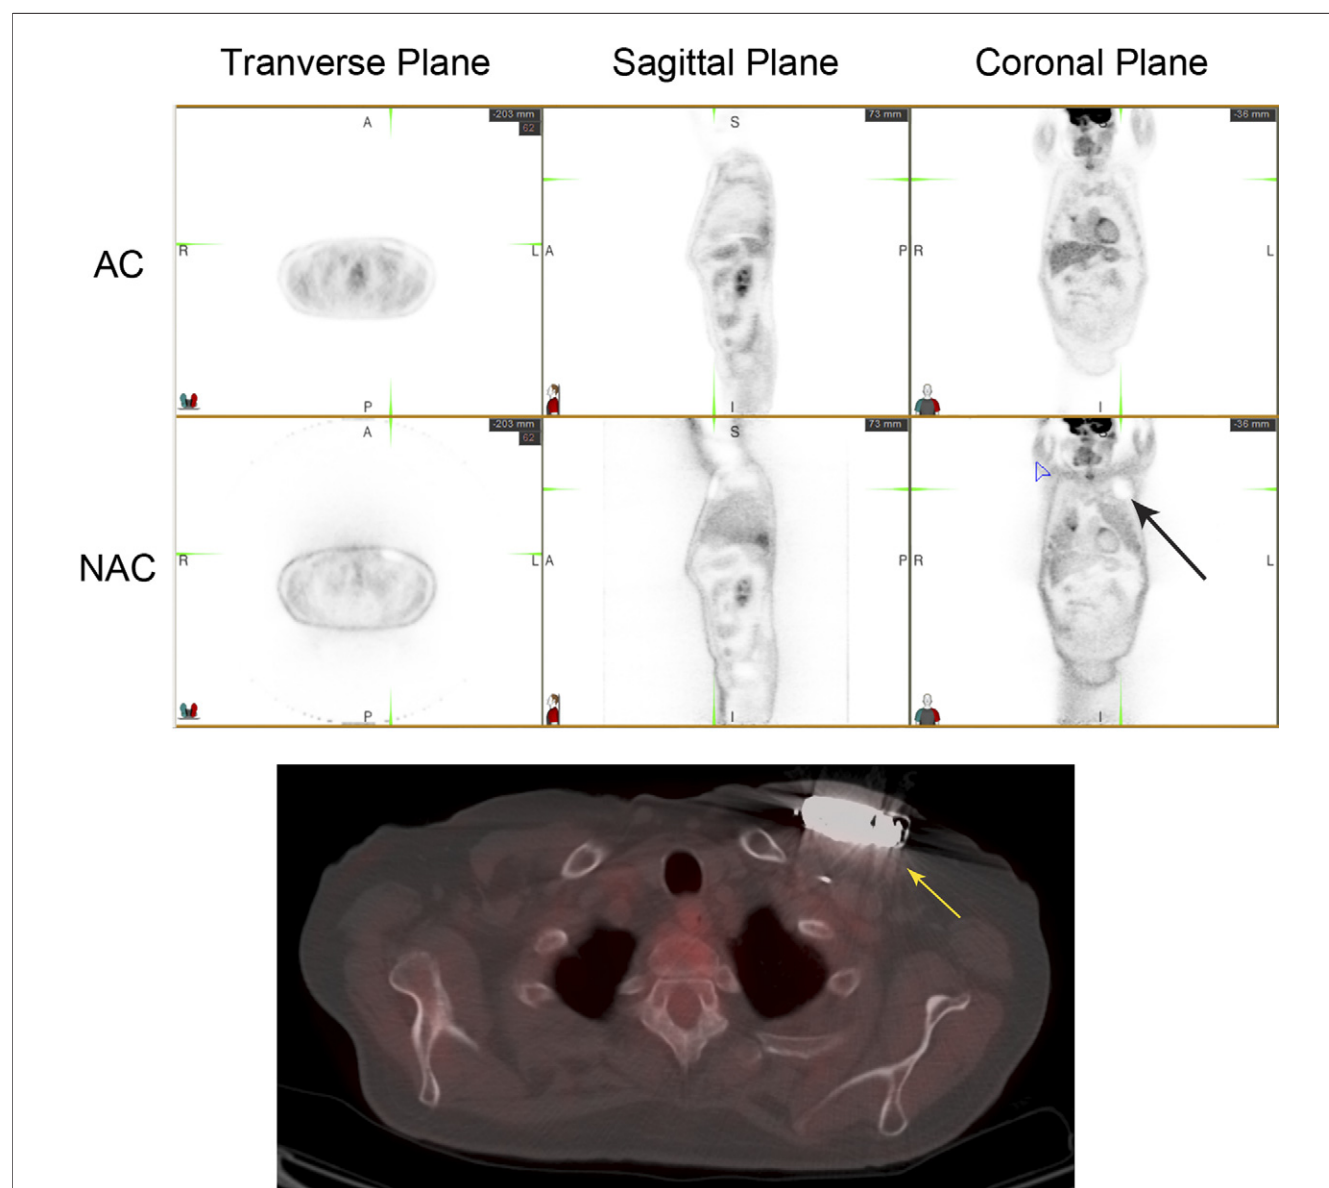 Tranverse Plane Sagittal Plane Coronal Plane
A -203 mm S 73 mm S -36 mm
62
AC R L A P R L
P I I
A -203 mm S 73 mm S -36 mm
62
NAC R L A P R L
P I I